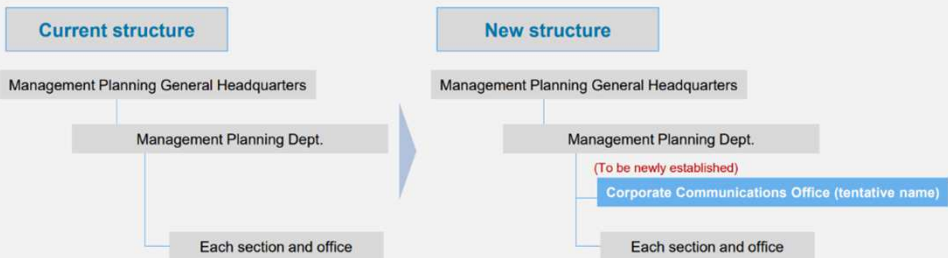 Current structure
Management Planning General Headquarters
Management Planning Dept.
Each section and office
New structure
Management Planning General Headquarters
Management Planning Dept.
(To be newly established)
Corporate Communications Office (tentative name)
Each section and office